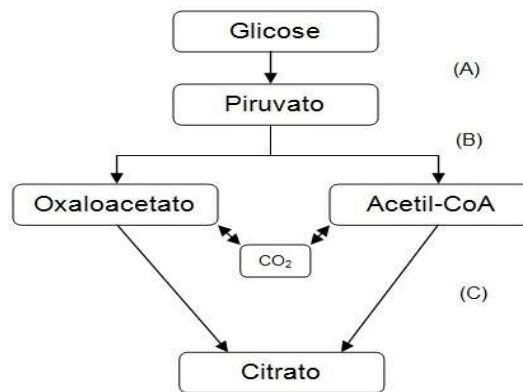 Glicose
(A)
Piruvato
(B)
Oxaloacetato
Acetil-CoA
CO₂
(C)
Citrato